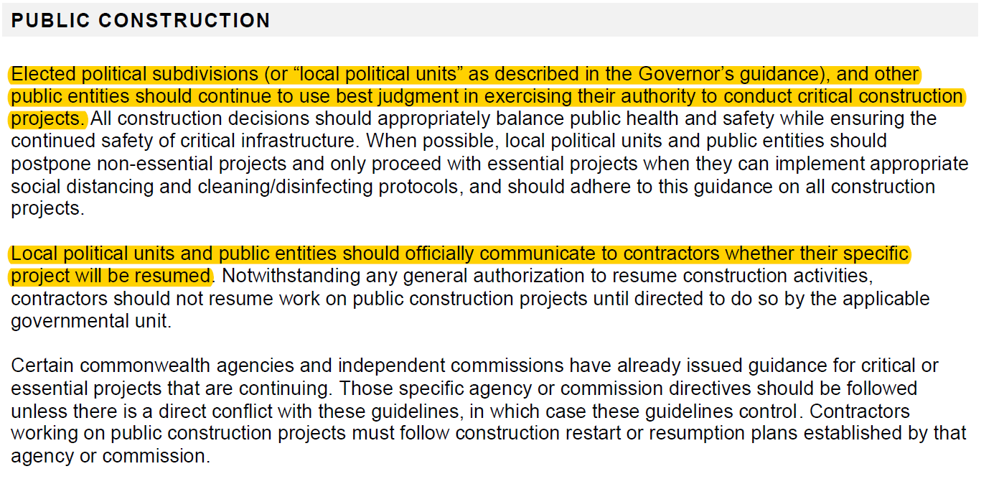 PUBLIC CONSTRUCTION
Elected political subdivisions (or “local political units” as described in the Governor’s guidance), and other
public entities should continue to use best judgment in exercising their authority to conduct critical construction
projects. All construction decisions should appropriately balance public health and safety while ensuring the
continued safety of critical infrastructure. When possible, local political units and public entities should
postpone non-essential projects and only proceed with essential projects when they can implement appropriate
social distancing and cleaning/disinfecting protocols, and should adhere to this guidance on all construction
projects.
Local political units and public entities should officially communicate to contractors whether their specific
project will be resumed. Notwithstanding any general authorization to resume construction activities,
contractors should not resume work on public construction projects until directed to do so by the applicable
governmental unit.
Certain commonwealth agencies and independent commissions have already issued guidance for critical or
essential projects that are continuing. Those specific agency or commission directives should be followed
unless there is a direct conflict with these guidelines, in which case these guidelines control. Contractors
working on public construction projects must follow construction restart or resumption plans established by that
agency or commission.